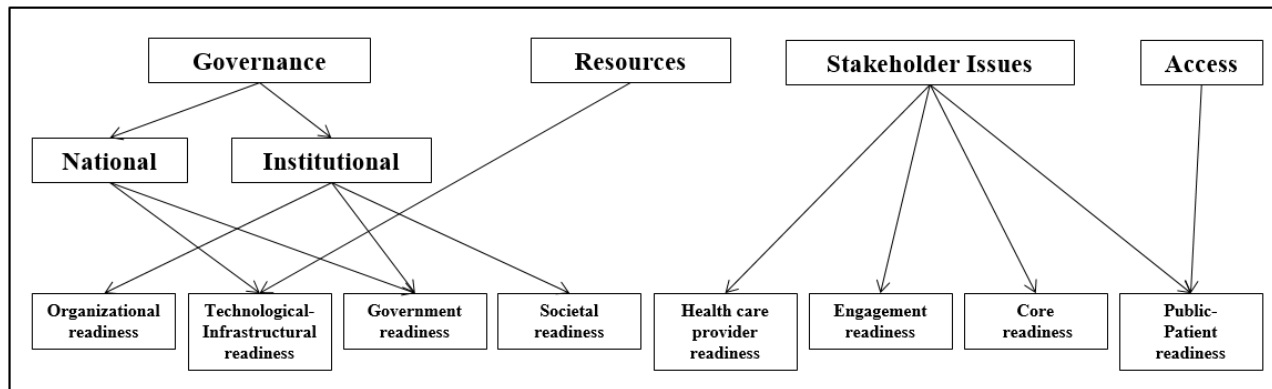 Governance
Resources
Stakeholder Issues
Access
National
Institutional
Organizational
readiness
Technological-
Infrastructural
readiness
Government
readiness
Societal
readiness
Health care
provider
readiness
Engagement
readiness
Core
readiness
Public-
Patient
readiness